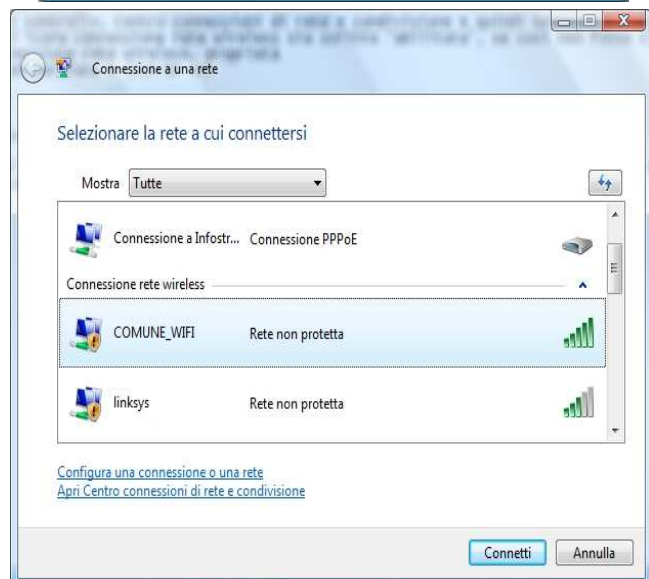 Connessione a una rete
Selezionare la rete a cui connettersi
Mostra Tutte
Connessione a Infostr... Connessione PPPoE
Connessione rete wireless
COMUNE_WIFI Rete non protetta
linksys Rete non protetta
Configura una connessione o una rete
Apri Centro connessioni di rete e condivisione
Connetti Annulla